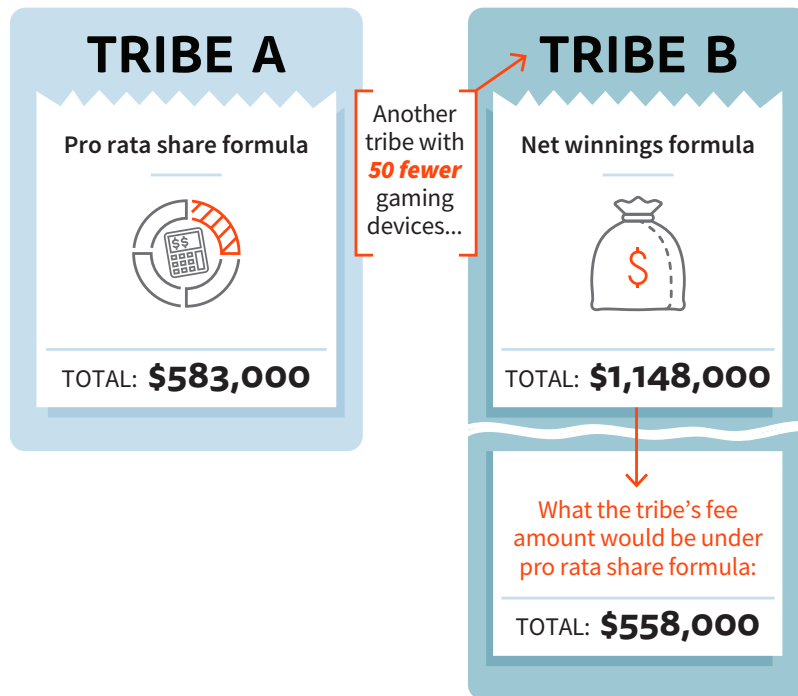 TRIBE A
Pro rata share formula
$$
TOTAL: $583,000
Another
tribe with
50 fewer
gaming
devices...
TRIBE B
Net winnings formula
$
TOTAL: $1,148,000
What the tribe’s fee
amount would be under
pro rata share formula:
TOTAL: $558,000